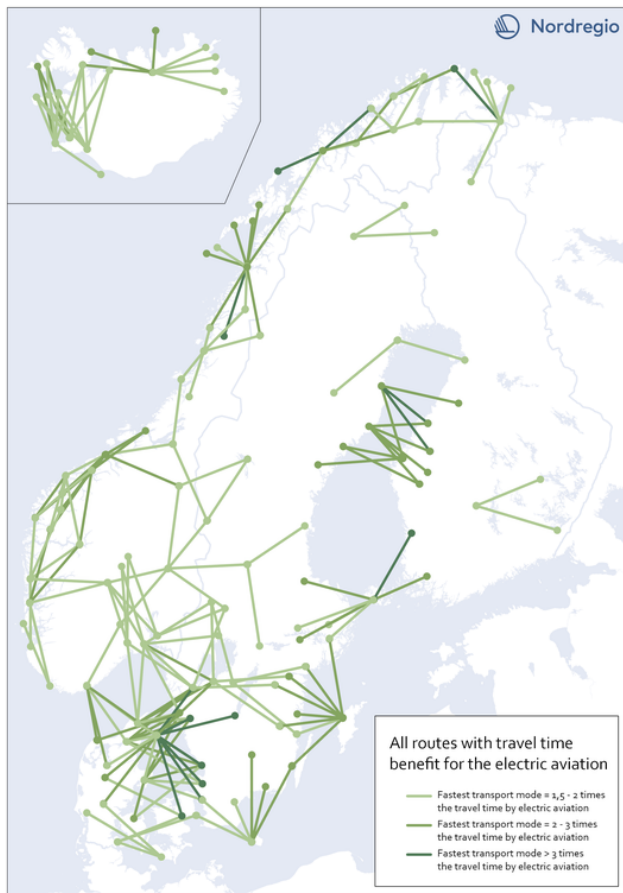 Nordregio
All routes with travel time
benefit for the electric aviation
Fastest transport mode = 1,5 - 2 times
the travel time by electric aviation
Fastest transport mode = 2 - 3 times
the travel time by electric aviation
Fastest transport mode > 3 times
the travel time by electric aviation